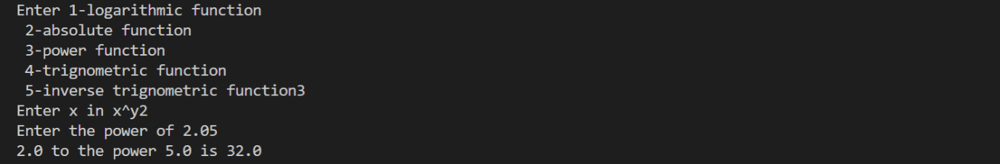 Enter 1-logarithmic function
2-absolute function
3-power function
4-trignometric function
5-inverse trignometric function3
Enter x in x^y2
Enter the power of 2.05
2.0 to the power 5.0 is 32.0